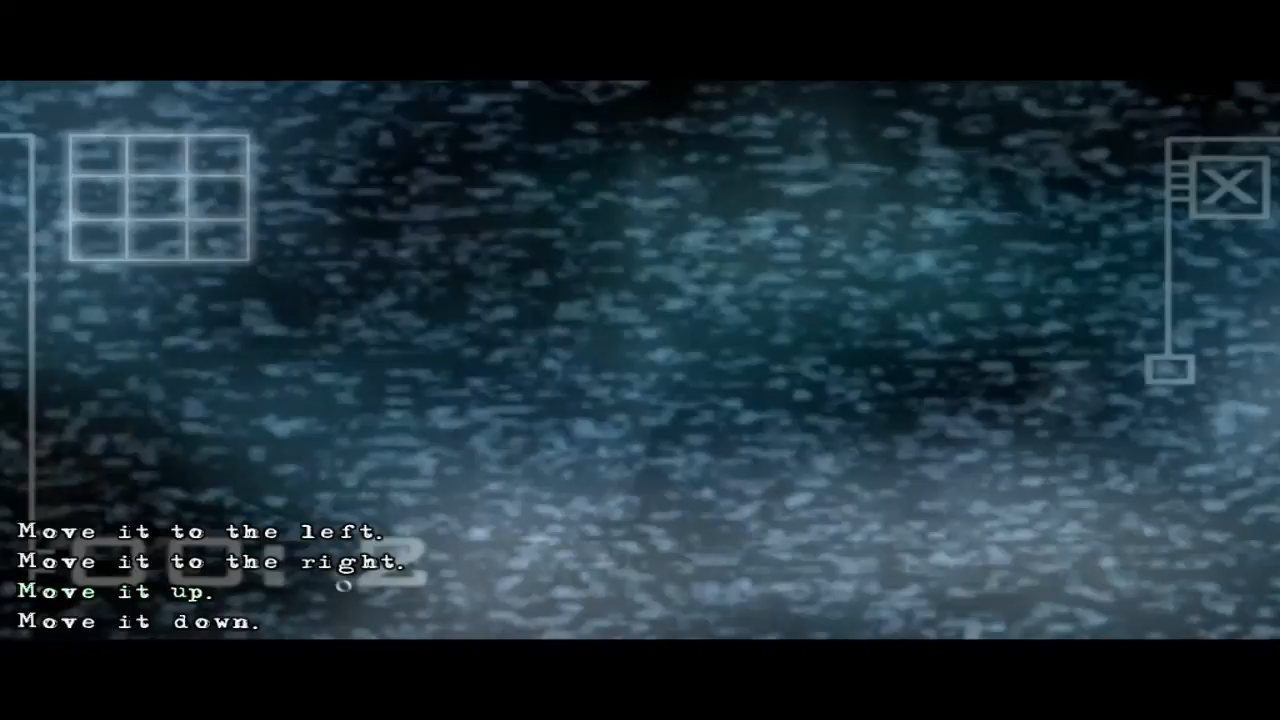 Move it to the left.
Move it to the right.
Move it up.
Move it down.